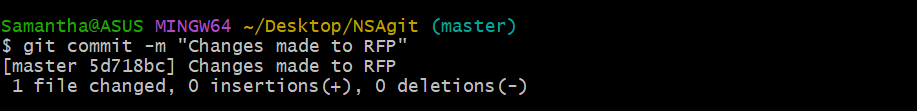 Samantha@ASUS MINGW64 ~/Desktop/NSAgit (master)
$ git commit -m "Changes made to RFP"
[master 5d718bc] Changes made to RFP
 1 file changed, 0 insertions(+), 0 deletions(-)